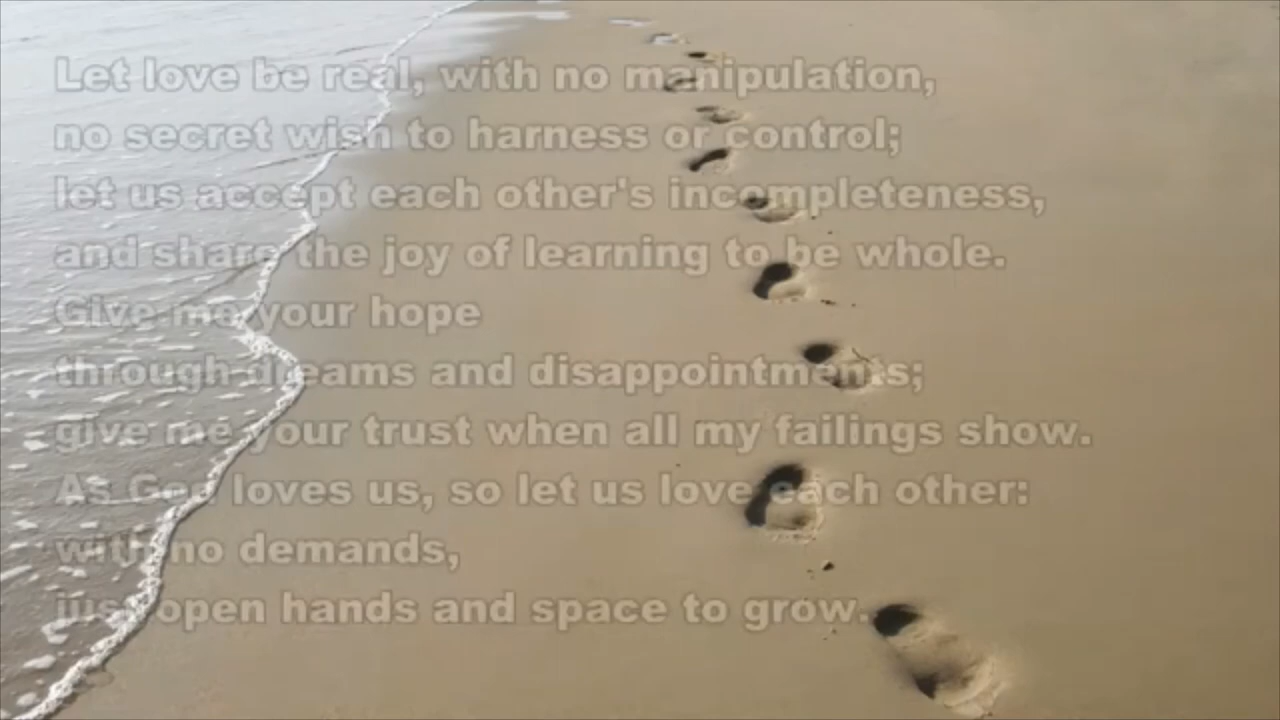 Let love be real, with no manipulation,
no secret wish to harness or control;
let us accept each other's incompleteness,
and share the joy of learning to be whole.
Give me your hope
through dreams and disappointments;
give me your trust when all my failings show.
As God loves us, so let us love each other:
with no demands,
just open hands and space to grow.